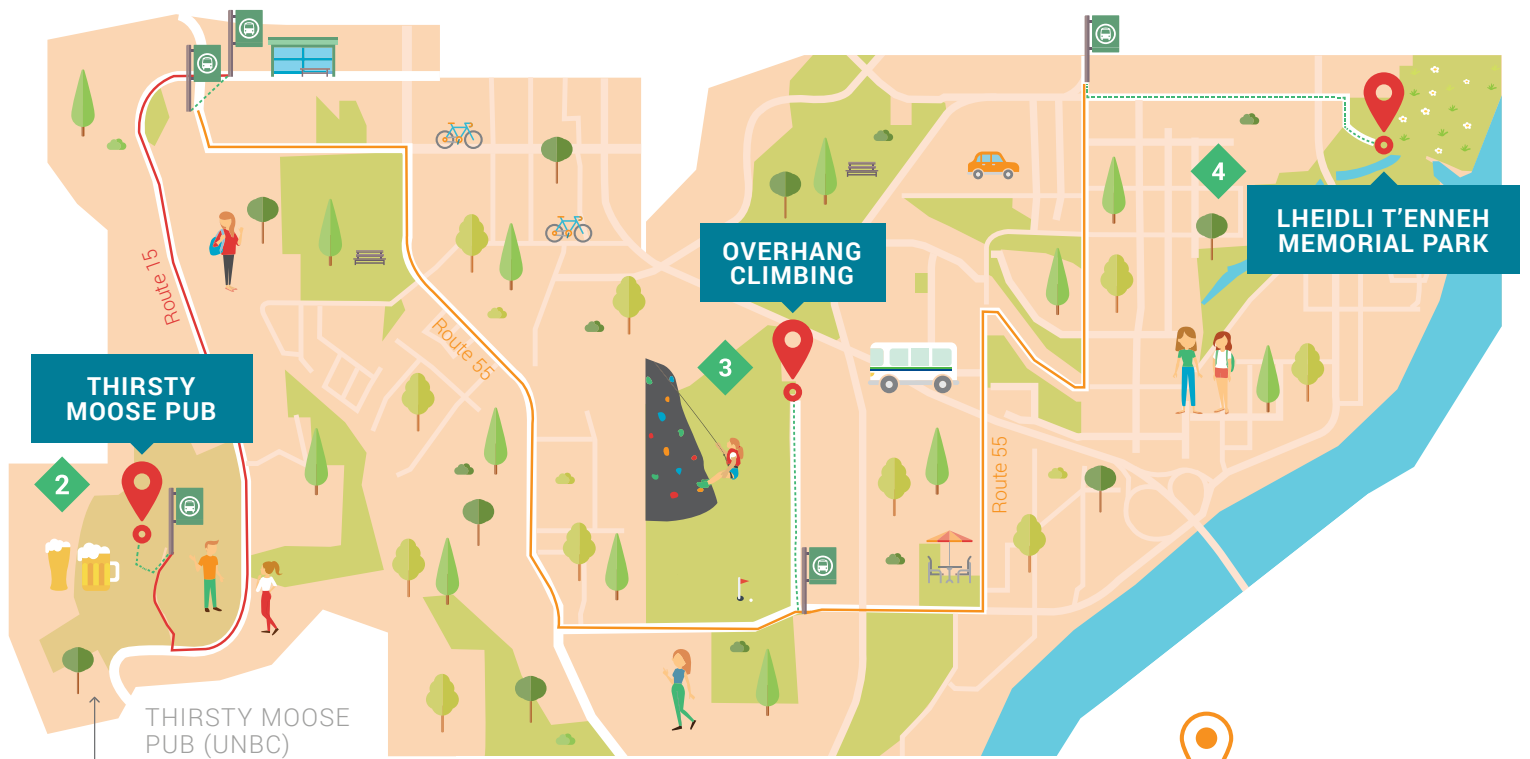 Route 15
Route 55
THIRSTY
MOOSE PUB
2
OVERHANG
CLIMBING
3
4
LHEIDLI T’ENNEH
MEMORIAL PARK
Route 55
THIRSTY MOOSE
PUB (UNBC)